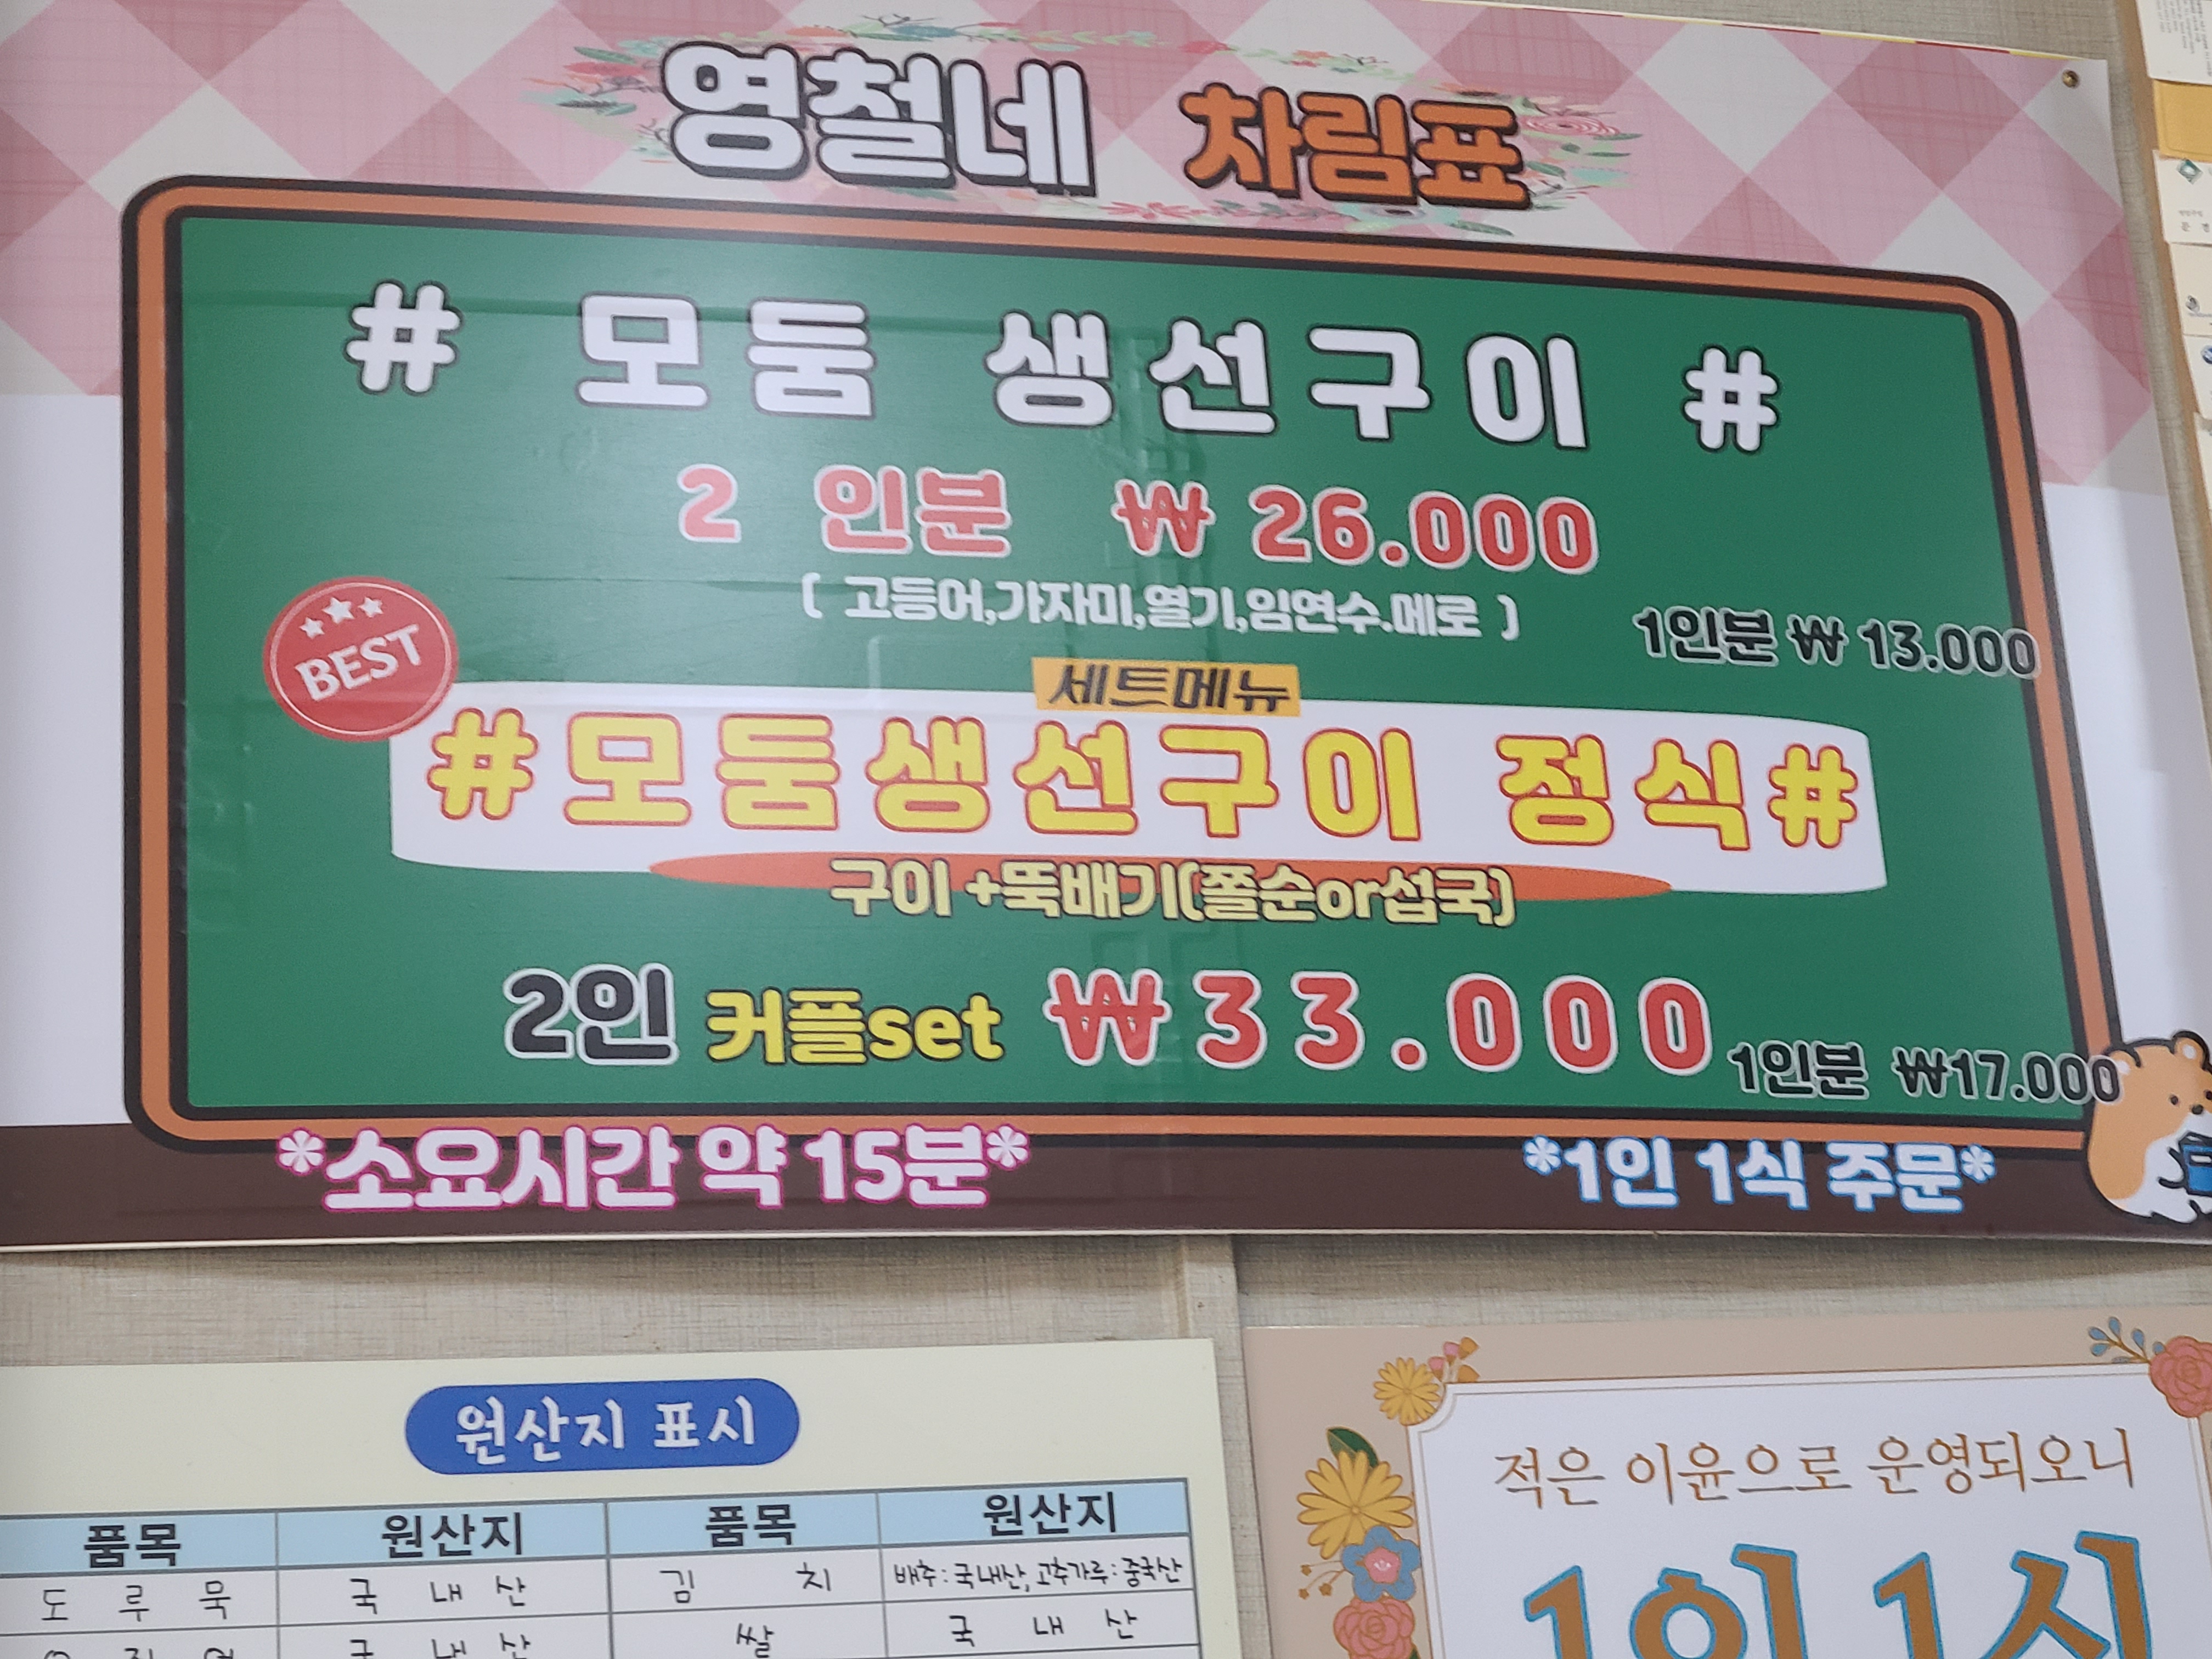 영철네 차림표
# 모둠 생선구이 #
2 인분 ₩ 26.000
( 고등어,가자미,열기,임연수.메로 )
1인분 ₩ 13.000
BEST
세트메뉴
#모둠생선구이 정식#
구이 +뚝배기(쫄순or섭국)
2인 커플set ₩33.000
1인분 ₩17.000
*소요시간 약 15분*
*1인 1식 주문*
원산지 표시
품목 원산지 품목 원산지
도루묵 국내산 김치 배추:국내산,고추가루:중국산
국내산 쌀 국내산
적은 이윤으로 운영되오니
1인 1식